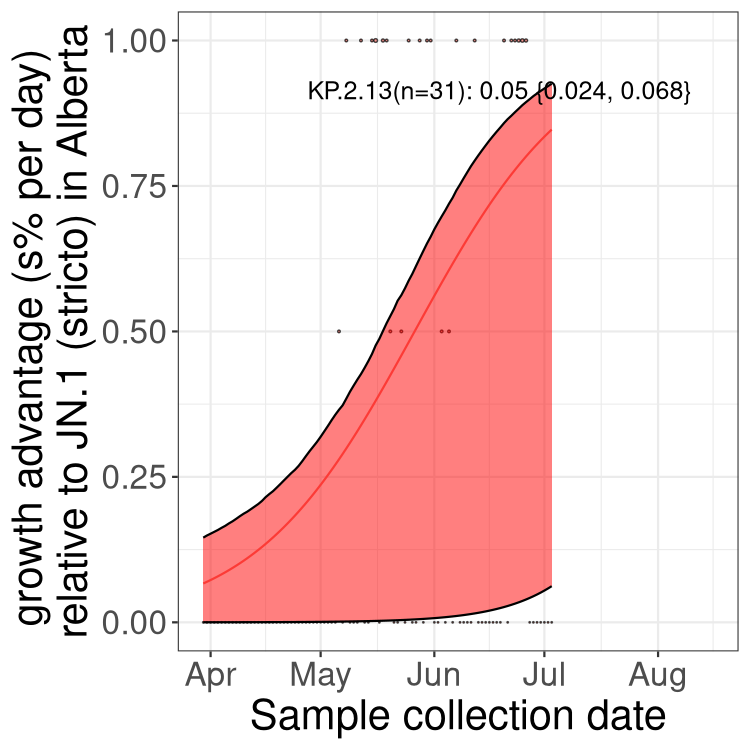 growth advantage (s% per day)
relative to JN.1 (stricto) in Alberta
1.00
0.75
0.50
0.25
0.00
KP.2.13(n=31): 0.05 {0.024, 0.068}
Apr May Jun Jul Aug
Sample collection date